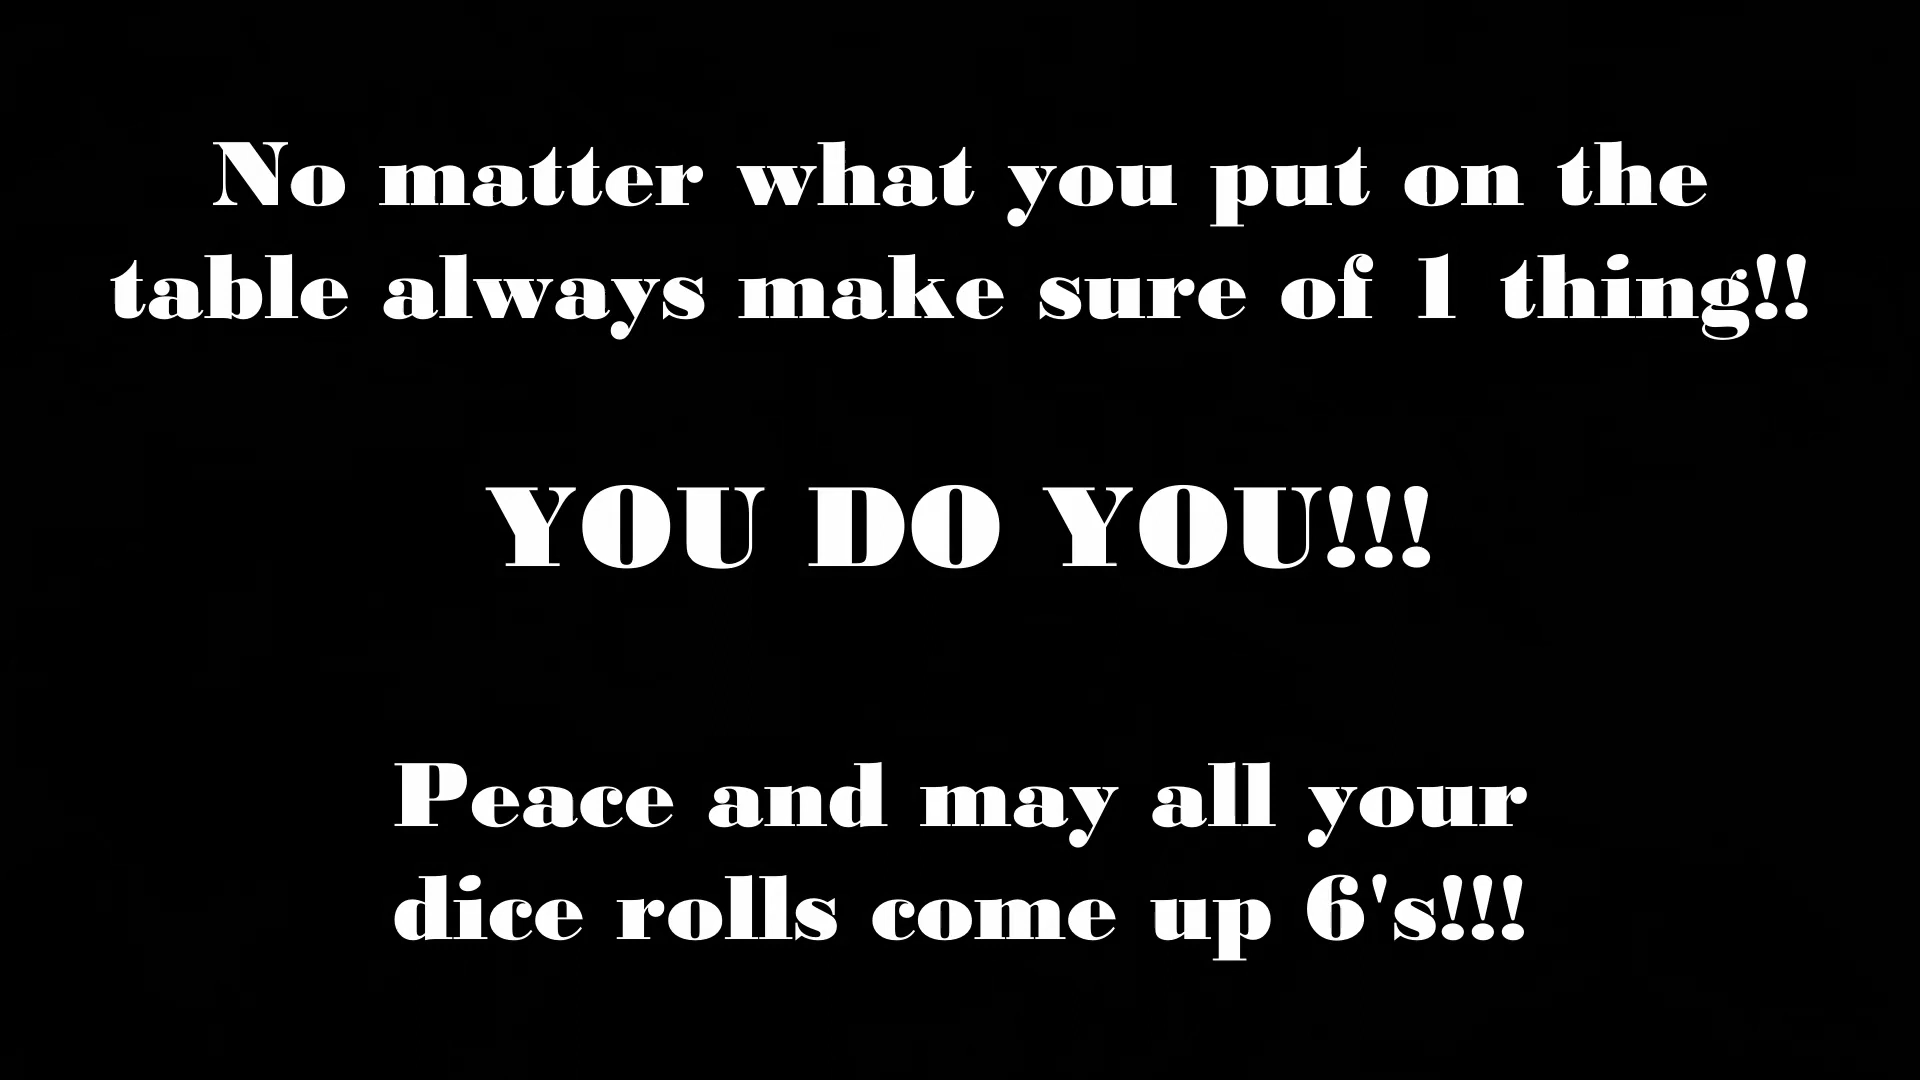 No matter what you put on the
table always make sure of 1 thing!!
YOU DO YOU!!!
Peace and may all your
dice rolls come up 6's!!!